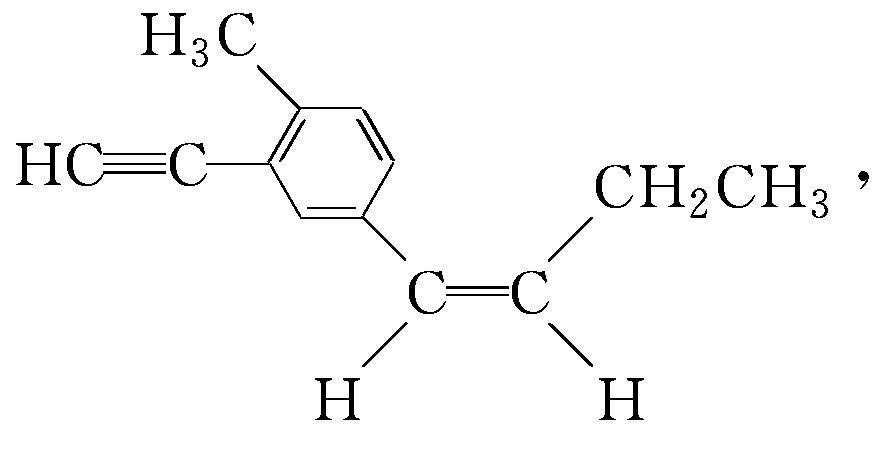 H₃C
HC≡C
CH₂CH₃，
C=C
H H